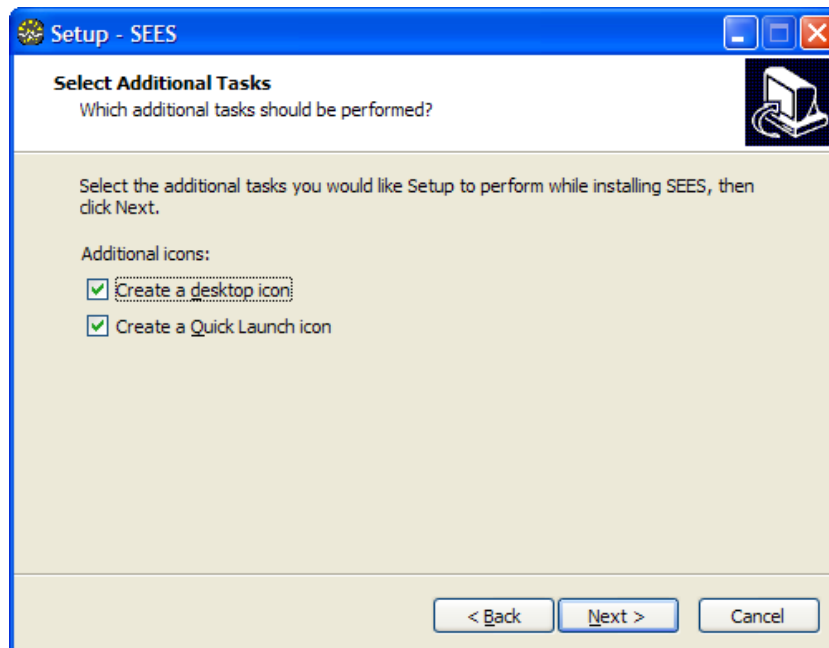 Setup - SEES
Select Additional Tasks
Which additional tasks should be performed?
Select the additional tasks you would like Setup to perform while installing SEES, then
click Next.
Additional icons:
Create a desktop icon
Create a Quick Launch icon
< Back Next > Cancel